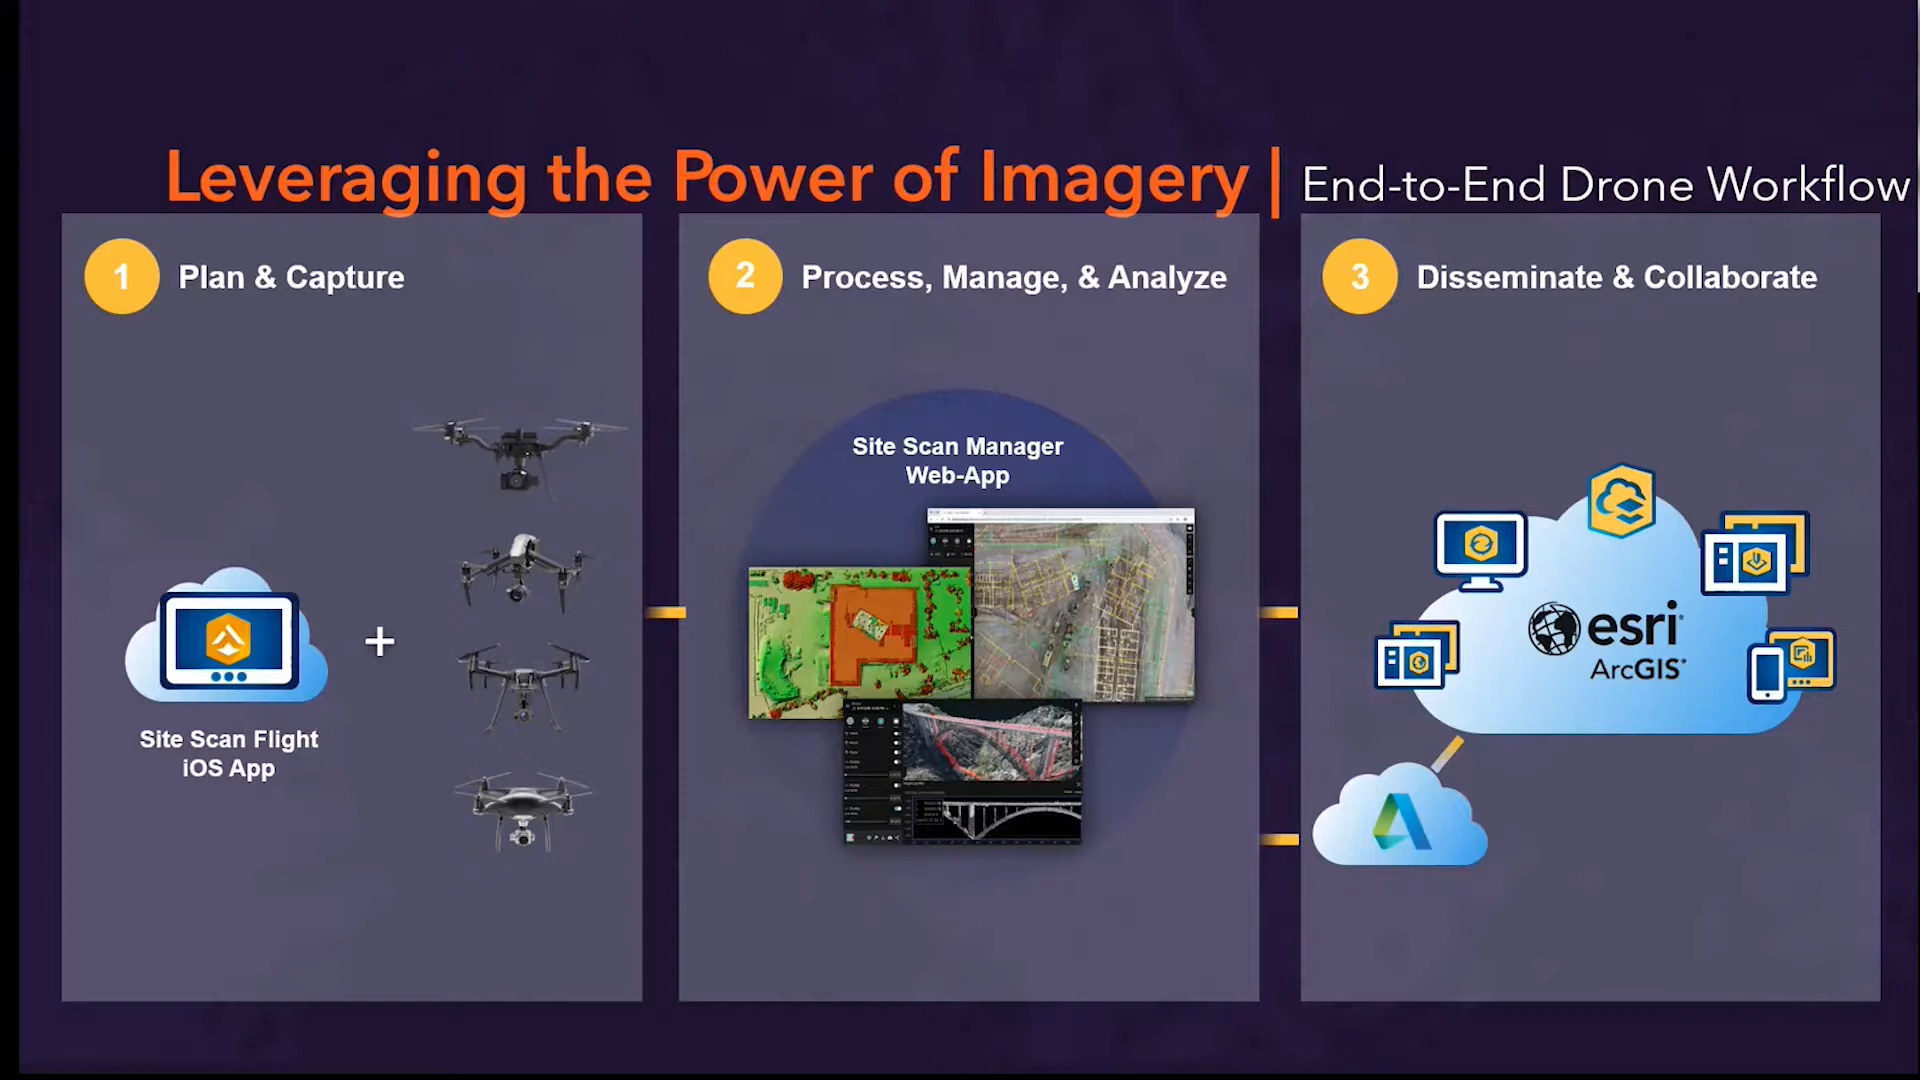 Leveraging the Power of Imagery | End-to-End Drone Workflow
1 Plan & Capture
Site Scan Flight
iOS App
+
2 Process, Manage, & Analyze
Site Scan Manager
Web-App
3 Disseminate & Collaborate
esri
ArcGIS